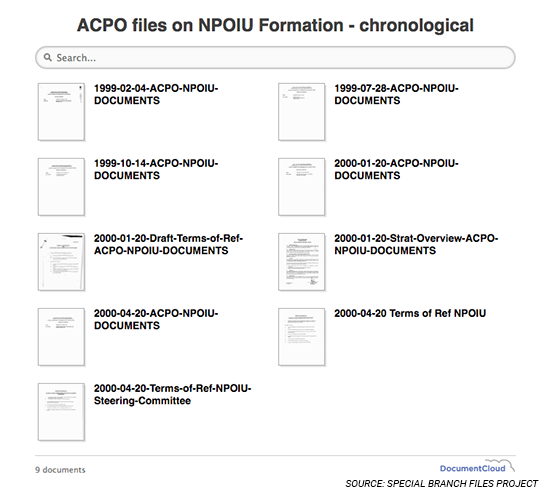 ACPO files on NPOIU Formation - chronological
Search...
1999-02-04-ACPO-NPOIU-
DOCUMENTS
1999-07-28-ACPO-NPOIU-
DOCUMENTS
1999-10-14-ACPO-NPOIU-
DOCUMENTS
2000-01-20-ACPO-NPOIU-
DOCUMENTS
2000-01-20-Draft-Terms-of-Ref-
ACPO-NPOIU-DOCUMENTS
2000-01-20-Strat-Overview-ACPO-
NPOIU-DOCUMENTS
2000-04-20-ACPO-NPOIU-
DOCUMENTS
2000-04-20 Terms of Ref NPOIU
2000-04-20-Terms-of-Ref-NPOIU-
Steering-Committee
9 documents
DocumentCloud
SOURCE: SPECIAL BRANCH FILES PROJECT